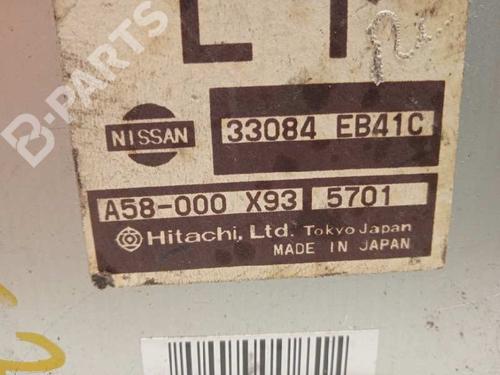 B-PARTS
NISSAN
33084 EB41C
A58-000 X93 5701
Hitachi, Ltd. Tokyo Japan
MADE IN JAPAN